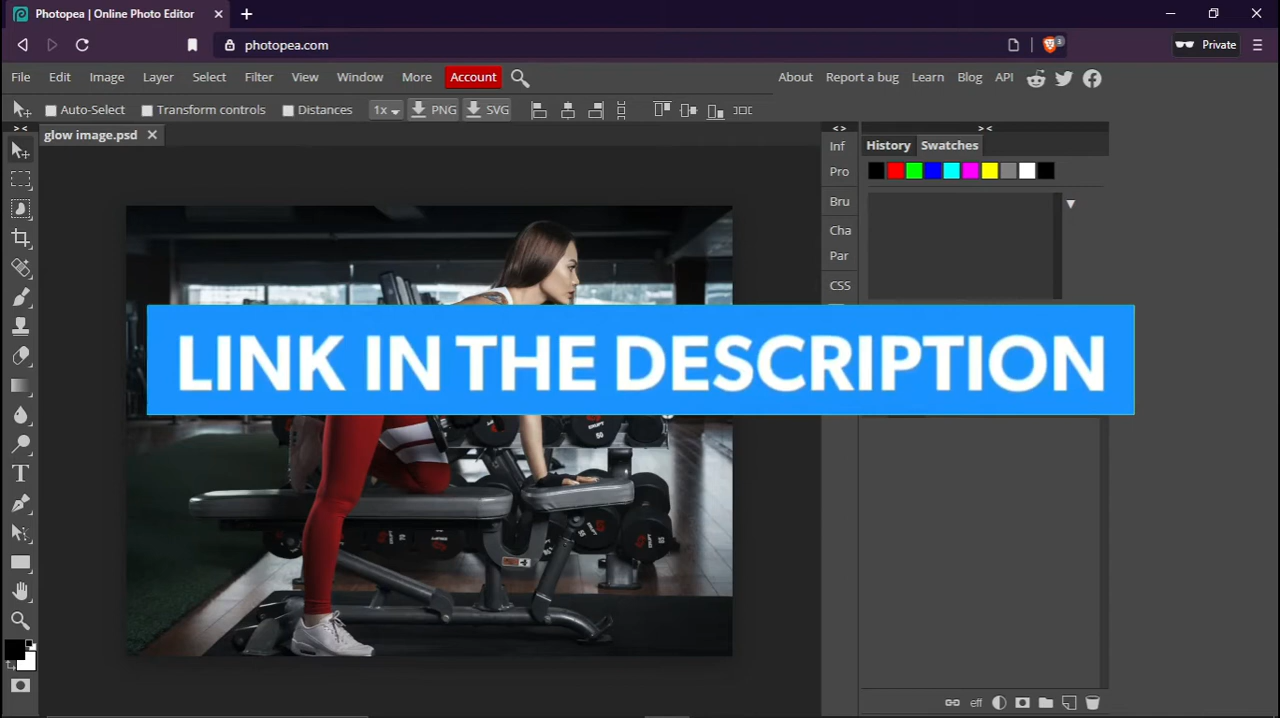 Photopea | Online Photo Editor
photopea.com
3
Private
File Edit Image Layer Select Filter View Window More Account
About Report a bug Learn Blog API
Auto-Select Transform controls Distances 1x PNG SVG
glow image.psd
Inf
Pro
Bru
Cha
Par
CSS
History Swatches
LINK IN THE DESCRIPTION
50
eff